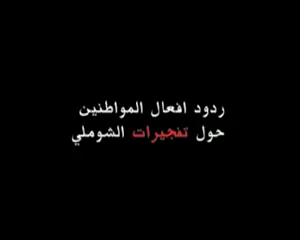 ردود افعال المواطنين
حول تفجيرات الشوملي